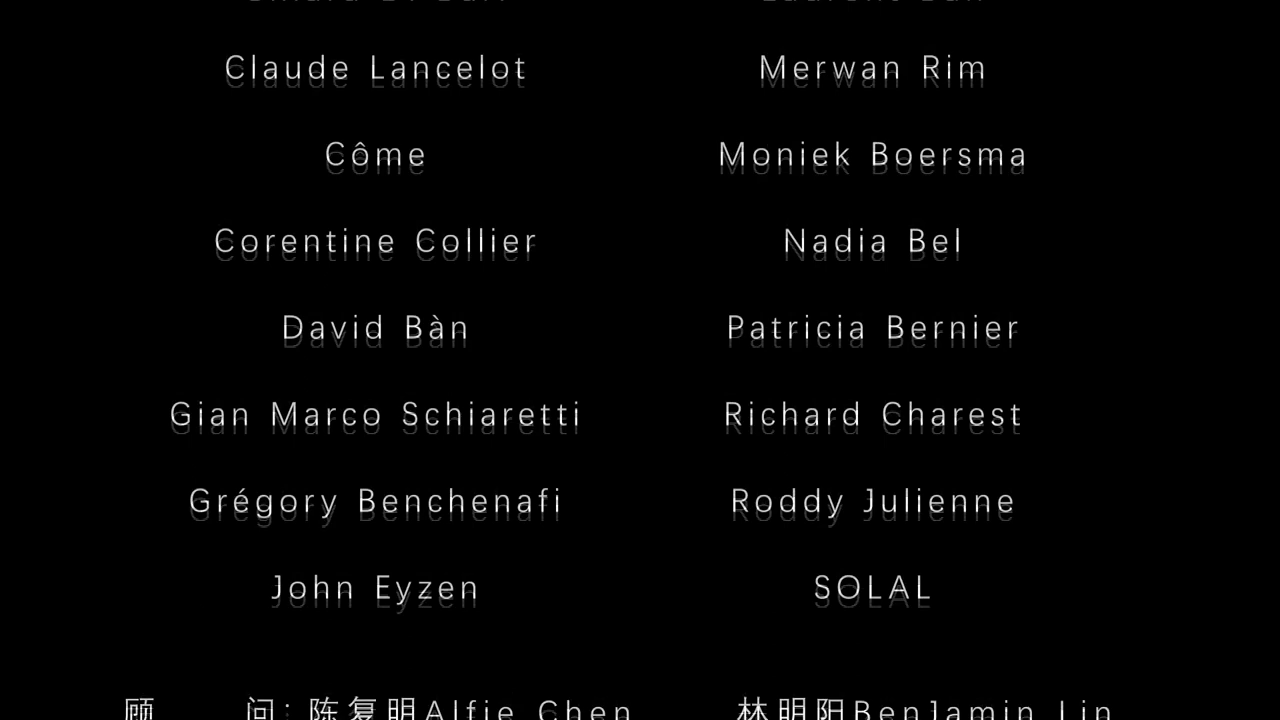 Claude Lancelot Merwan Rim
Côme Moniek Boersma
Corentine Collier Nadia Bel
David Bàn Patricia Bernier
Gian Marco Schiaretti Richard Charest
Grégory Benchenafi Roddy Julienne
John Eyzen SOLAL
顾 问: 陈复明Alfie Chen 林明阳Benjamin Lin